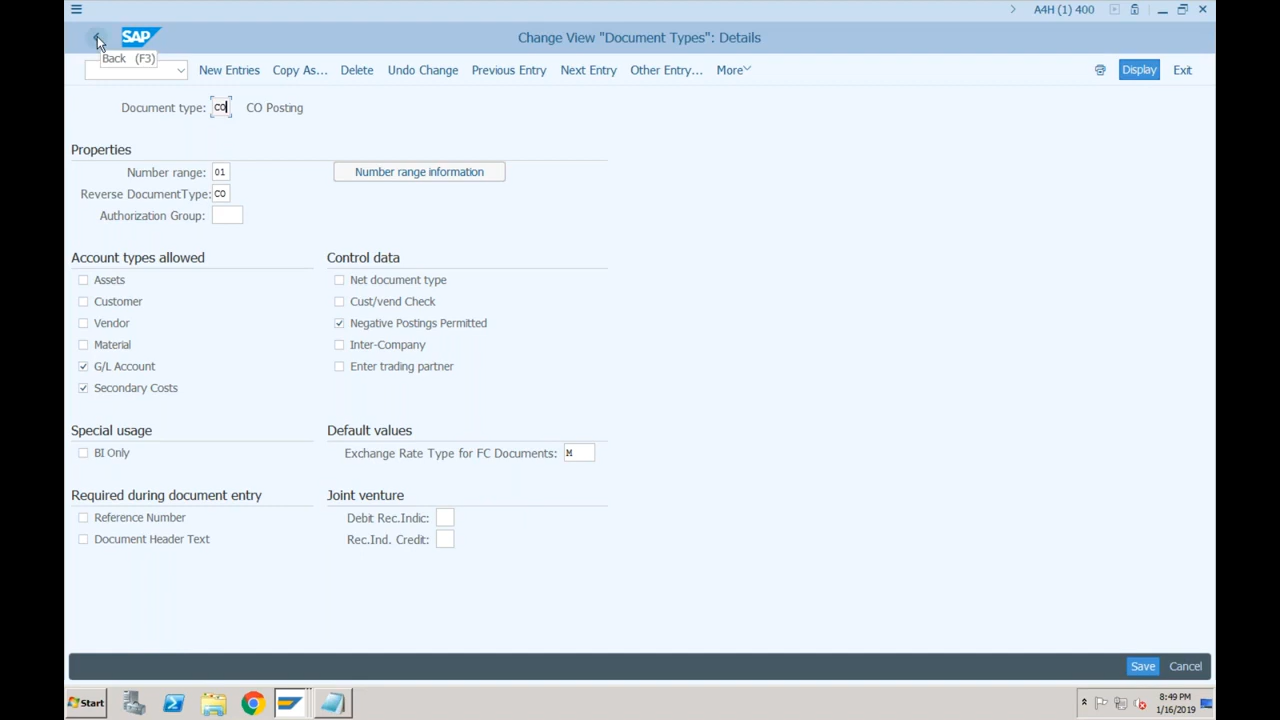 A4H (1) 400
SAP
Change View "Document Types": Details
Back (F3)
New Entries Copy As... Delete Undo Change Previous Entry Next Entry Other Entry... More Display Exit
Document type: CO CO Posting
Properties
Number range: 01 Number range information
Reverse DocumentType: CO
Authorization Group:
Account types allowed Control data
Assets Net document type
Customer Cust/vend Check
Vendor Negative Postings Permitted
Material Inter-Company
G/L Account Enter trading partner
Secondary Costs
Special usage Default values
BI Only Exchange Rate Type for FC Documents: M
Required during document entry Joint venture
Reference Number Debit Rec.Indic:
Document Header Text Rec.Ind. Credit:
Save Cancel
Start 8:49 PM
1/16/2019